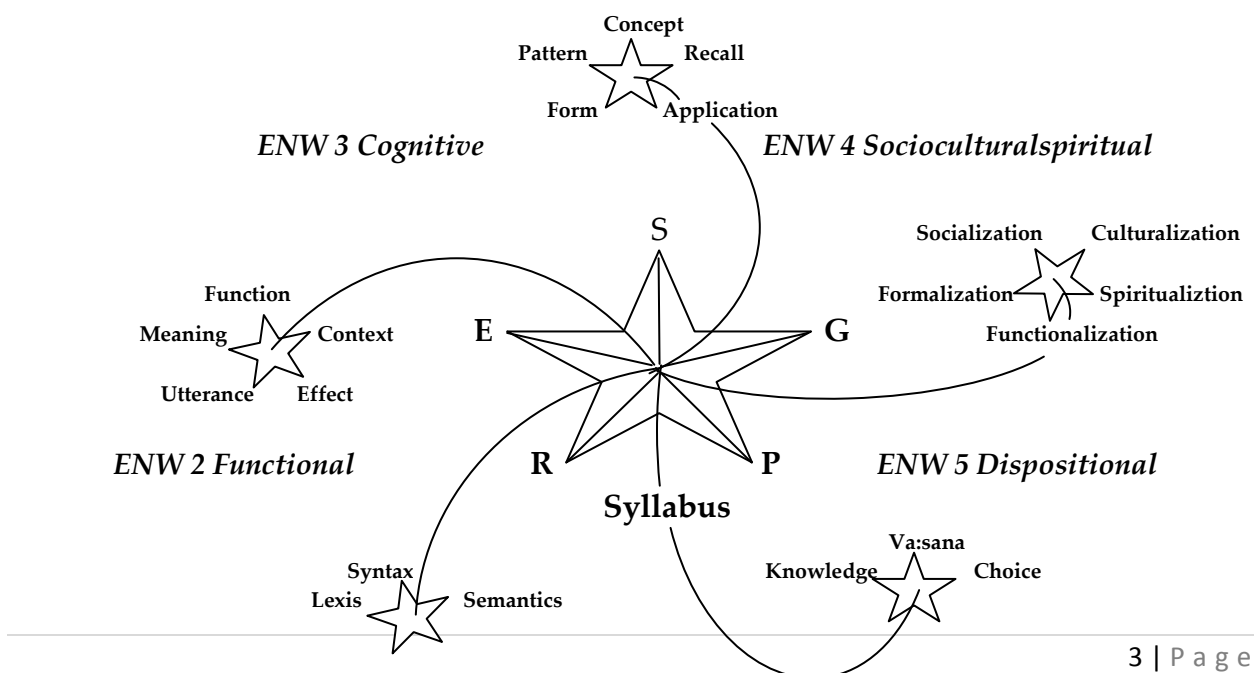 Concept
Pattern Recall
Form Application
ENW 3 Cognitive ENW 4 Socioculturalspiritual
S
Socialization Culturalization
Function
Formalization Spiritualiztion
Meaning Context
E G
Functionalization
Utterance Effect
ENW 2 Functional
R P
ENW 5 Dispositional
Syllabus
Va:sana
Syntax
Knowledge Choice
Lexis Semantics
3 | Page